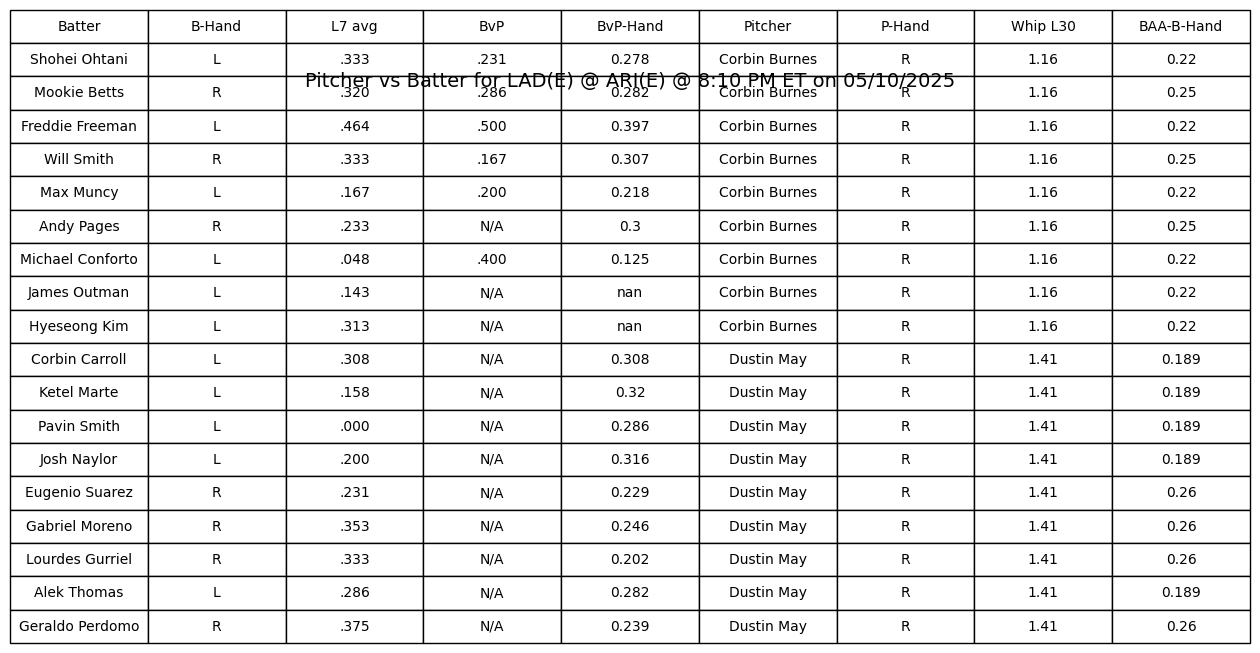 Batter B-Hand L7 avg BvP BvP-Hand Pitcher P-Hand Whip L30 BAA-B-Hand
Shohei Ohtani L .333 .231 0.278 Corbin Burnes R 1.16 0.22
Pitcher vs Batter for LAD(E) @ ARI(E) @ 8:10 PM ET on 05/10/2025
Mookie Betts R .320 .286 0.282 Corbin Burnes R 1.16 0.25
Freddie Freeman L .464 .500 0.397 Corbin Burnes R 1.16 0.22
Will Smith R .333 .167 0.307 Corbin Burnes R 1.16 0.25
Max Muncy L .167 .200 0.218 Corbin Burnes R 1.16 0.22
Andy Pages R .233 N/A 0.3 Corbin Burnes R 1.16 0.25
Michael Conforto L .048 .400 0.125 Corbin Burnes R 1.16 0.22
James Outman L .143 N/A nan Corbin Burnes R 1.16 0.22
Hyeseong Kim L .313 N/A nan Corbin Burnes R 1.16 0.22
Corbin Carroll L .308 N/A 0.308 Dustin May R 1.41 0.189
Ketel Marte L .158 N/A 0.32 Dustin May R 1.41 0.189
Pavin Smith L .000 N/A 0.286 Dustin May R 1.41 0.189
Josh Naylor L .200 N/A 0.316 Dustin May R 1.41 0.189
Eugenio Suarez R .231 N/A 0.229 Dustin May R 1.41 0.26
Gabriel Moreno R .353 N/A 0.246 Dustin May R 1.41 0.26
Lourdes Gurriel R .333 N/A 0.202 Dustin May R 1.41 0.26
Alek Thomas L .286 N/A 0.282 Dustin May R 1.41 0.189
Geraldo Perdomo R .375 N/A 0.239 Dustin May R 1.41 0.26